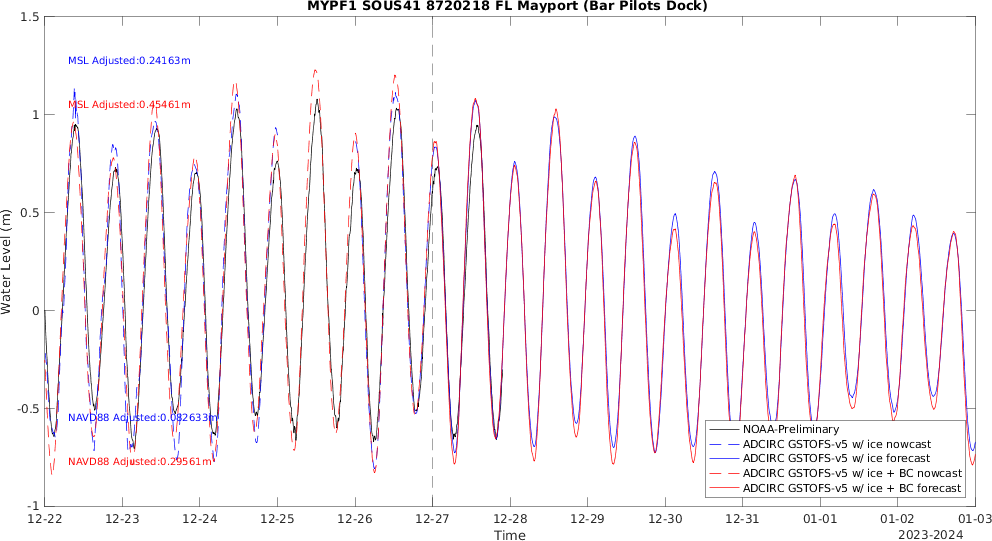 MYPF1 SOUS41 8720218 FL Mayport (Bar Pilots Dock)
1.5
MSL Adjusted:0.24163m
MSL Adjusted:0.45461m
1
0.5
Water Level (m)
0
-0.5
NAVD88 Adjusted:0.082633m
NAVD88 Adjusted:0.29561m
-1
NOAA-Preliminary
ADCIRC GSTOFS-v5 w/ ice nowcast
ADCIRC GSTOFS-v5 w/ ice forecast
ADCIRC GSTOFS-v5 w/ ice + BC nowcast
ADCIRC GSTOFS-v5 w/ ice + BC forecast
12-22 12-23 12-24 12-25 12-26 12-27 12-28 12-29 12-30 12-31 01-01 01-02 01-03
Time
2023-2024